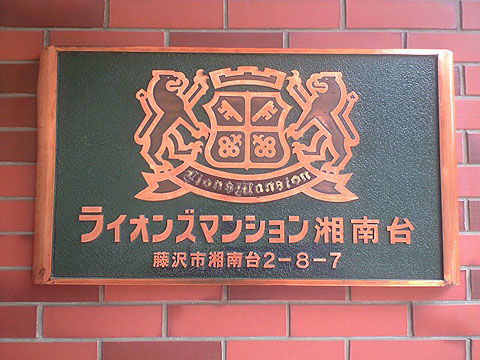 Lions Mansion
ライオンズマンション湘南台
藤沢市湘南台2-8-7